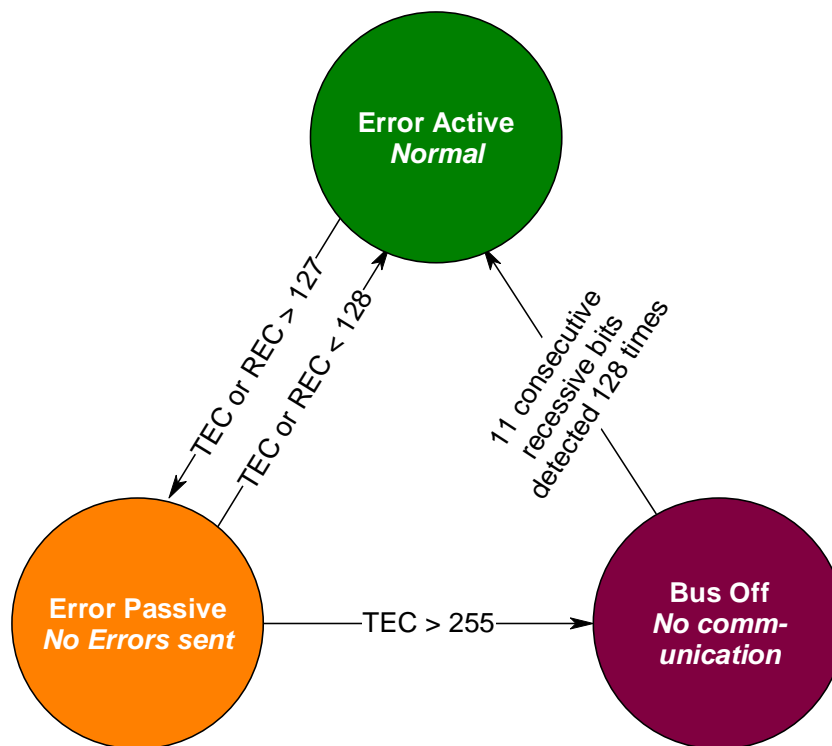 Error Active
Normal
TEC or REC > 127
TEC or REC < 128
11 consecutive
recessive bits
detected 128 times
Error Passive
No Errors sent
TEC > 255
Bus Off
No comm-
unication